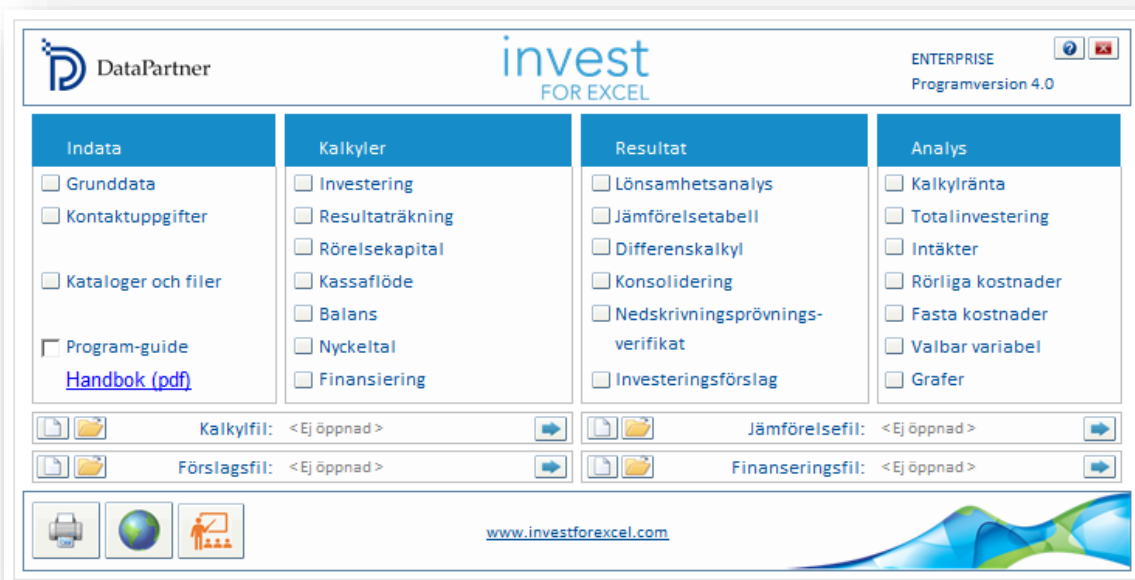 DataPartner
invest
FOR EXCEL
ENTERPRISE
Programversion 4.0
Indata
Grunddata
Kontaktuppgifter
Kataloger och filer
Program-guide
Handbok (pdf)
Kalkyler
Investering
Resultaträkning
Rörelsekapital
Kassaflöde
Balans
Nyckeltal
Finansiering
Resultat
Lönsamhetsanalys
Jämförelsetabell
Differenskalkyl
Konsolidering
Nedskrivningsprövnings-
verifikat
Investeringsförslag
Analys
Kalkylränta
Totalinvestering
Intäkter
Rörliga kostnader
Fasta kostnader
Valbar variabel
Grafer
Kalkylfil: <Ej öppnad>
Jämförelsefil: <Ej öppnad>
Förslagsfil: <Ej öppnad>
Finanseringsfil: <Ej öppnad>
www.investforexcel.com